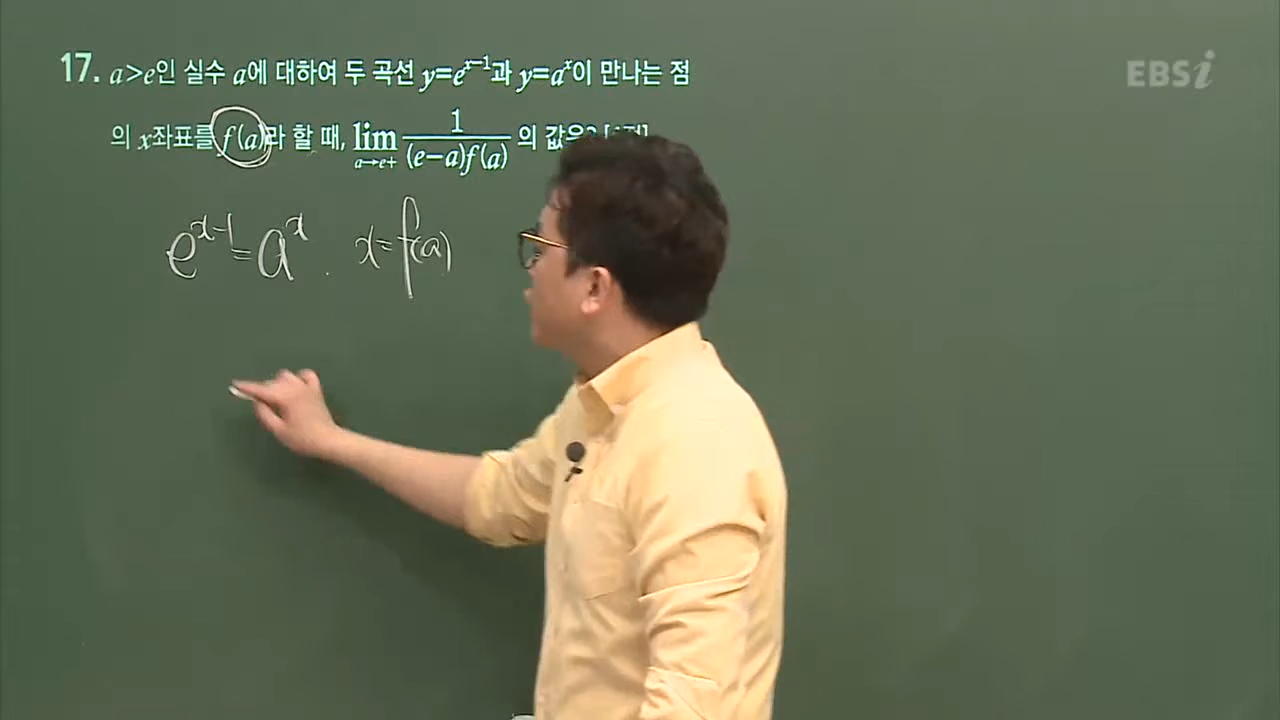 17. a>e인 실수 a에 대하여 두 곡선 y=e^{x-1}과 y=a^x이 만나는 점
EBSi
의 x좌표를 f(a)라 할 때, lim_{a→e+} 1/((e-a)f(a)) 의 값은?
e^{x-1}=a^x. x=f(a)